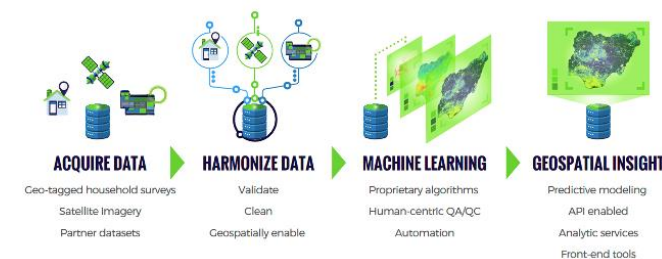 ACQUIRE DATA
Geo-tagged household surveys
Satellite Imagery
Partner datasets
HARMONIZE DATA
Validate
Clean
Geospatially enable
MACHINE LEARNING
Proprietary algorithms
Human-centric QA/QC
Automation
GEOSPATIAL INSIGHT
Predictive modeling
API enabled
Analytic services
Front-end tools